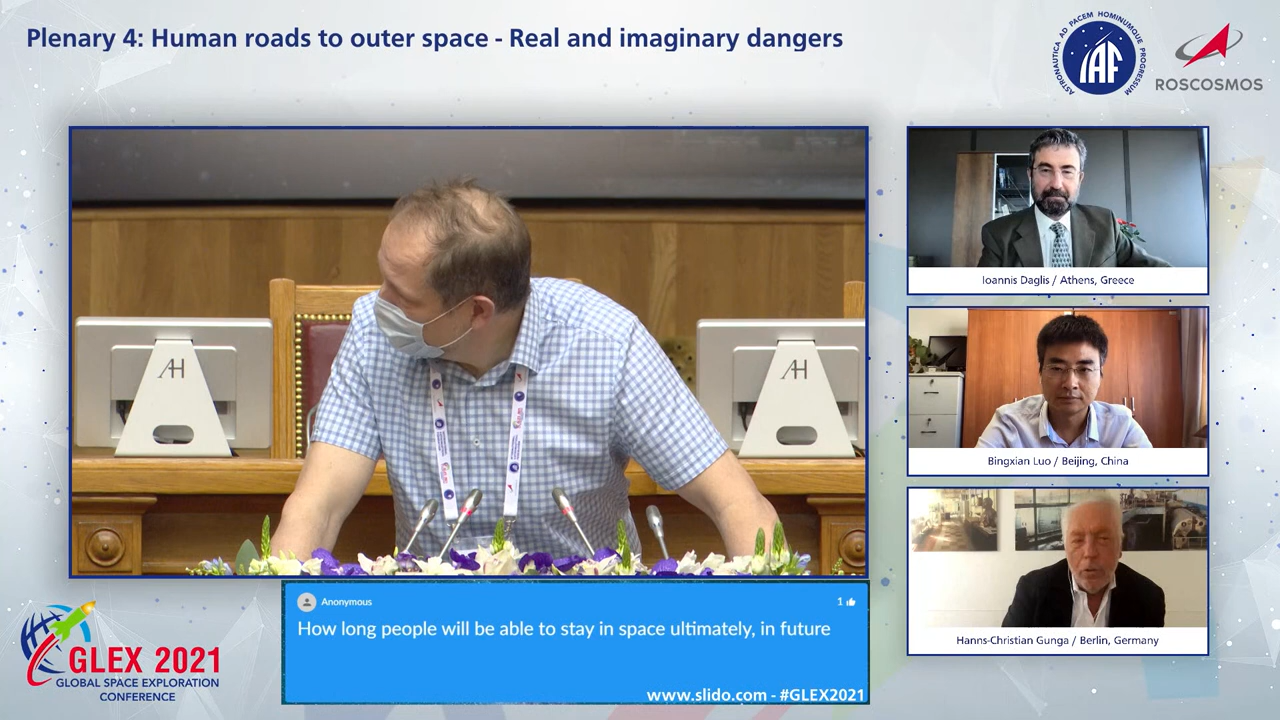 Plenary 4: Human roads to outer space - Real and imaginary dangers
ASTRONAUTICA AD PACEM HOMINUMQUE PROGRESSUM
IAF
ROSCOSMOS
AH
AH
Ioannis Daglis / Athens, Greece
Bingxian Luo / Beijing, China
Hanns-Christian Gunga / Berlin, Germany
Anonymous
1
How long people will be able to stay in space ultimately, in future
www.slido.com - #GLEX2021
GLEX 2021
GLOBAL SPACE EXPLORATION
CONFERENCE